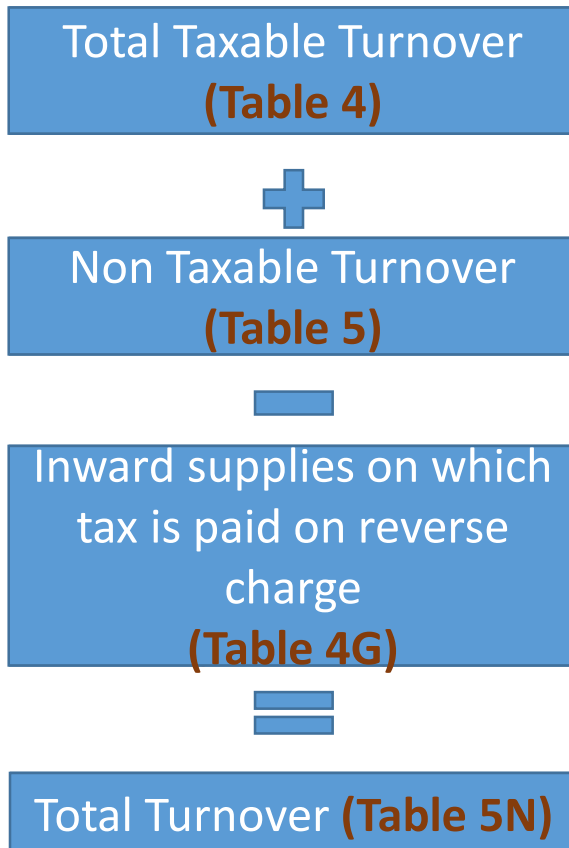 Total Taxable Turnover
(Table 4)
Non Taxable Turnover
(Table 5)
Inward supplies on which
tax is paid on reverse
charge
(Table 4G)
Total Turnover (Table 5N)